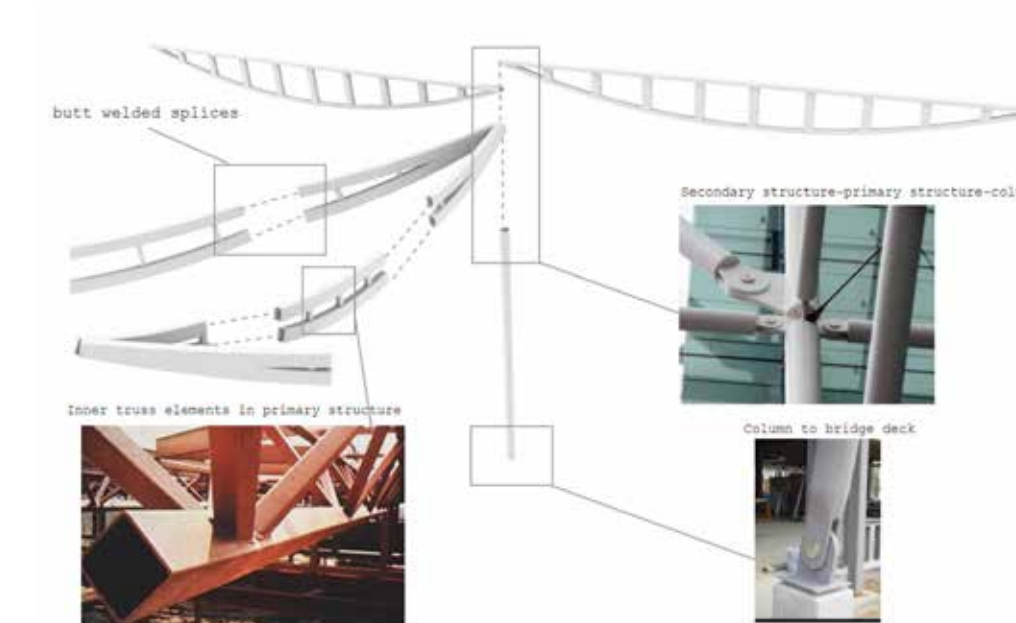 butt welded splices
Secondary structure-primary structure-col
Inner truss elements in primary structure
Column to bridge deck